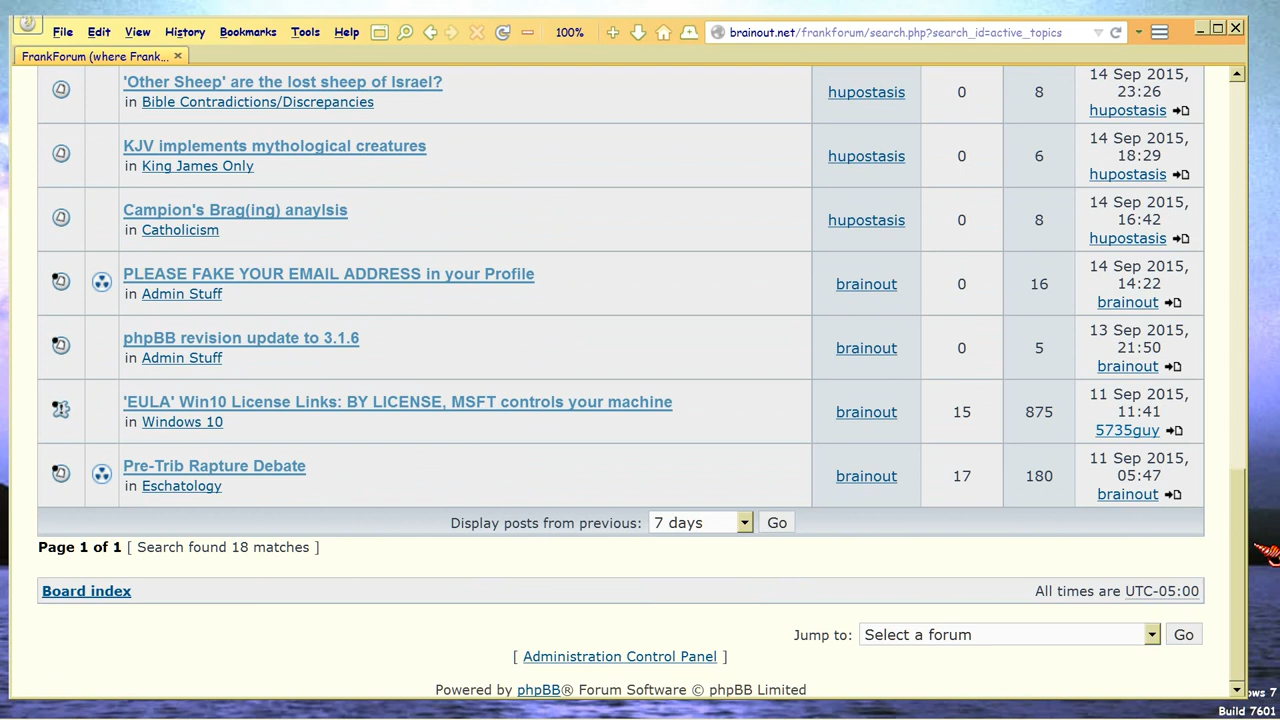 File Edit View History Bookmarks Tools Help 100% brainout.net/frankforum/search.php?search_id=active_topics
FrankForum (where Frank...
'Other Sheep' are the lost sheep of Israel?
in Bible Contradictions/Discrepancies
hupostasis 0 8
14 Sep 2015,
23:26
hupostasis
KJV implements mythological creatures
in King James Only
hupostasis 0 6
14 Sep 2015,
18:29
hupostasis
Campion's Brag(ing) anaylsis
in Catholicism
hupostasis 0 8
14 Sep 2015,
16:42
hupostasis
PLEASE FAKE YOUR EMAIL ADDRESS in your Profile
in Admin Stuff
brainout 0 16
14 Sep 2015,
14:22
brainout
phpBB revision update to 3.1.6
in Admin Stuff
brainout 0 5
13 Sep 2015,
21:50
brainout
'EULA' Win10 License Links: BY LICENSE, MSFT controls your machine
in Windows 10
brainout 15 875
11 Sep 2015,
11:41
5735guy
Pre-Trib Rapture Debate
in Eschatology
brainout 17 180
11 Sep 2015,
05:47
brainout
Display posts from previous: 7 days Go
Page 1 of 1 [ Search found 18 matches ]
Board index All times are UTC-05:00
Jump to: Select a forum Go
[ Administration Control Panel ]
Powered by phpBB® Forum Software © phpBB Limited
ows 7
Build 7601